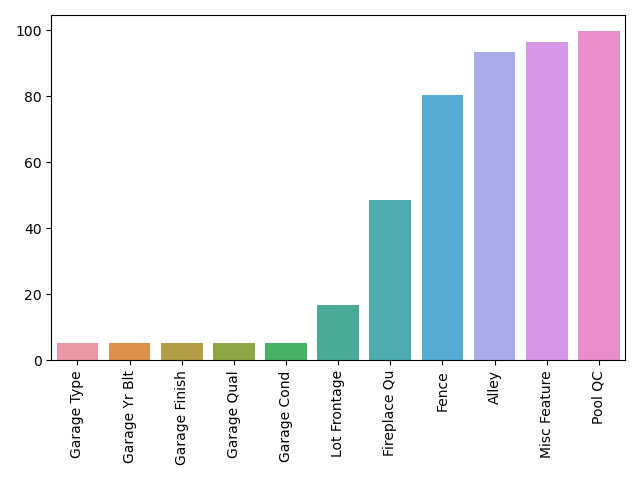 100
80
60
40
20
0
Garage Type
Garage Yr Blt
Garage Finish
Garage Qual
Garage Cond
Lot Frontage
Fireplace Qu
Fence
Alley
Misc Feature
Pool QC